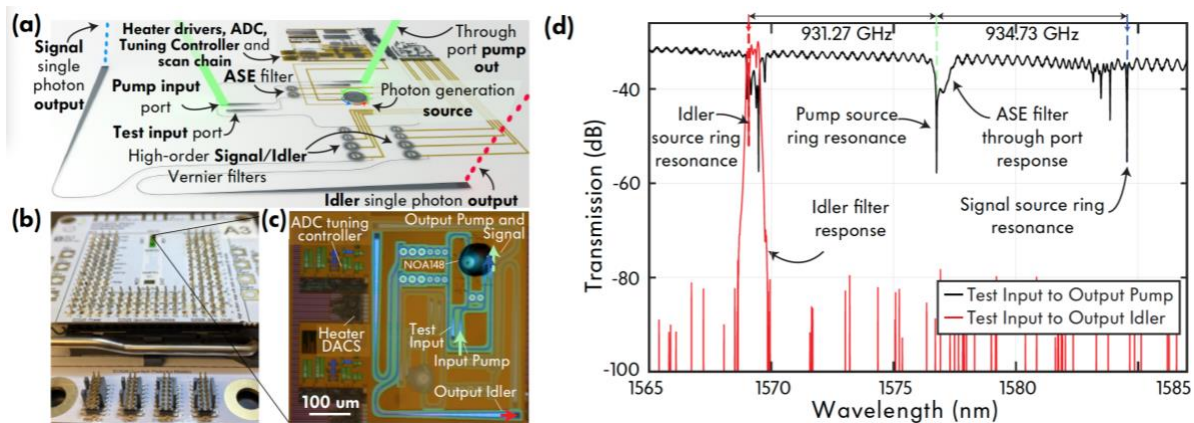 (a)
Signal
single
photon
output
Heater drivers, ADC,
Tuning Controller and
scan chain
ASE filter
Through
port pump
out
Pump input
port
Photon generation
source
Test input port
High-order Signal/Idler
Vernier filters
Idler single photon output
(b)
A3
(c)
ADC tuning
controller
Output Pump and
Signal
NOA148
Test
Input
Heater
DACS
Input Pump
Output Idler
100 um
(d)
931.27 GHz
934.73 GHz
Idler
source ring
resonance
Pump source
ring resonance
ASE filter
through port
response
Idler filter
response
Signal source ring
resonance
Test Input to Output Pump
Test Input to Output Idler
Transmission (dB)
-40
-60
-80
-100
1565
1570
1575
1580
1585
Wavelength (nm)